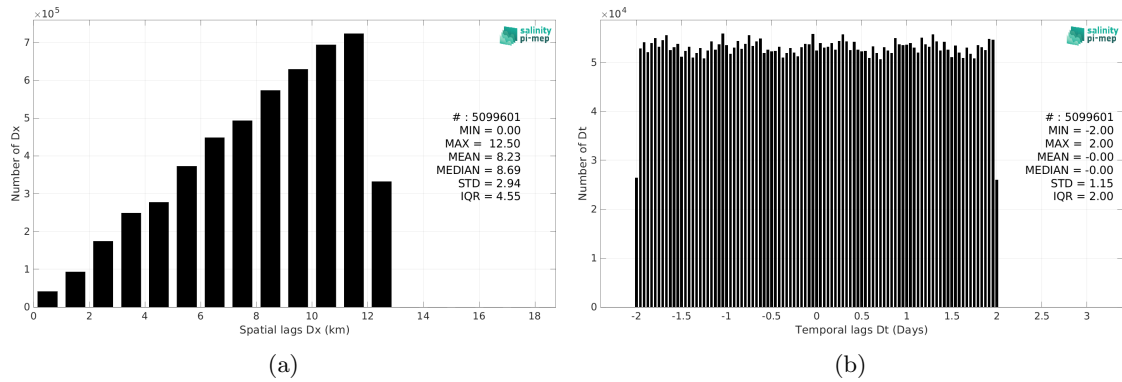 ×10⁵
7
6
5
4
3
2
1
0
Number of Dx
salinity
pi-mep
# : 5099601
MIN = 0.00
MAX = 12.50
MEAN = 8.23
MEDIAN = 8.69
STD = 2.94
IQR = 4.55
0 2 4 6 8 10 12 14 16 18
Spatial lags Dx (km)
(a)
×10⁴
5
4
3
2
1
0
Number of Dt
salinity
pi-mep
# : 5099601
MIN = -2.00
MAX = 2.00
MEAN = -0.00
MEDIAN = -0.00
STD = 1.15
IQR = 2.00
-2 -1.5 -1 -0.5 0 0.5 1 1.5 2 2.5 3
Temporal lags Dt (Days)
(b)